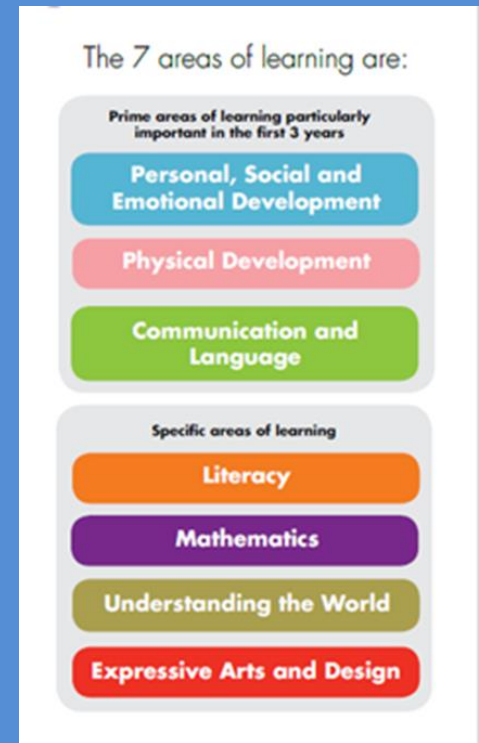 The 7 areas of learning are:
Prime areas of learning particularly
important in the first 3 years
Personal, Social and
Emotional Development
Physical Development
Communication and
Language
Specific areas of learning
Literacy
Mathematics
Understanding the World
Expressive Arts and Design